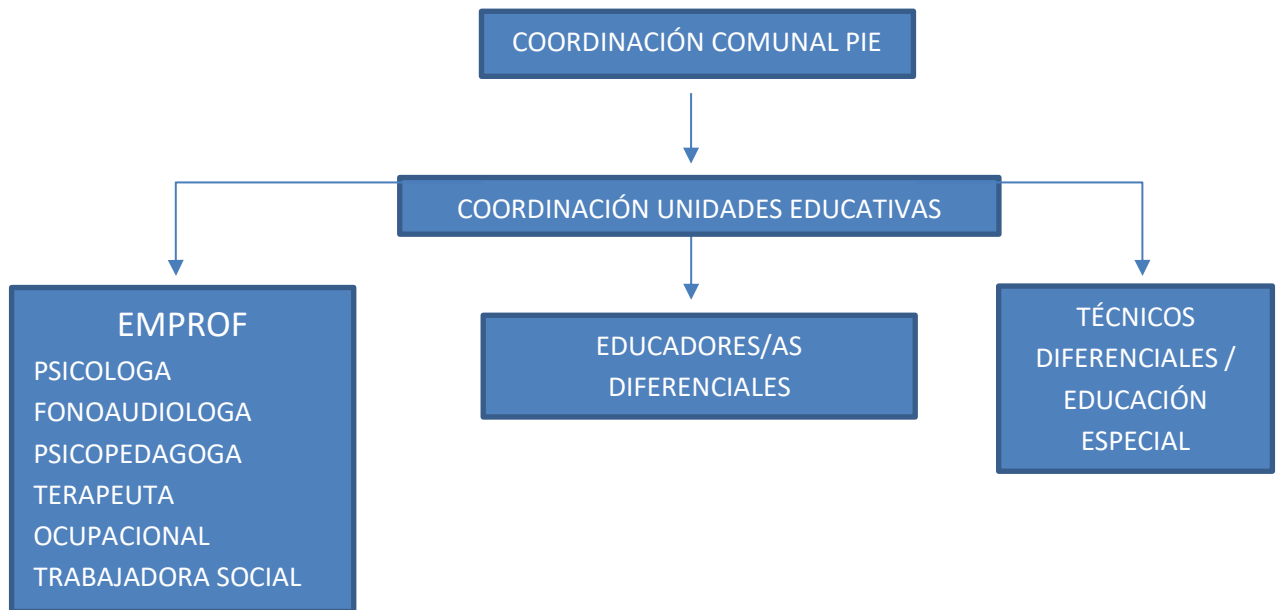 COORDINACIÓN COMUNAL PIE
COORDINACIÓN UNIDADES EDUCATIVAS
EMPROF
PSICOLOGA
FONOAUDIOLOGA
PSICOPEDAGOGA
TERAPEUTA
OCUPACIONAL
TRABAJADORA SOCIAL
EDUCADORES/AS
DIFERENCIALES
TÉCNICOS
DIFERENCIALES /
EDUCACIÓN
ESPECIAL